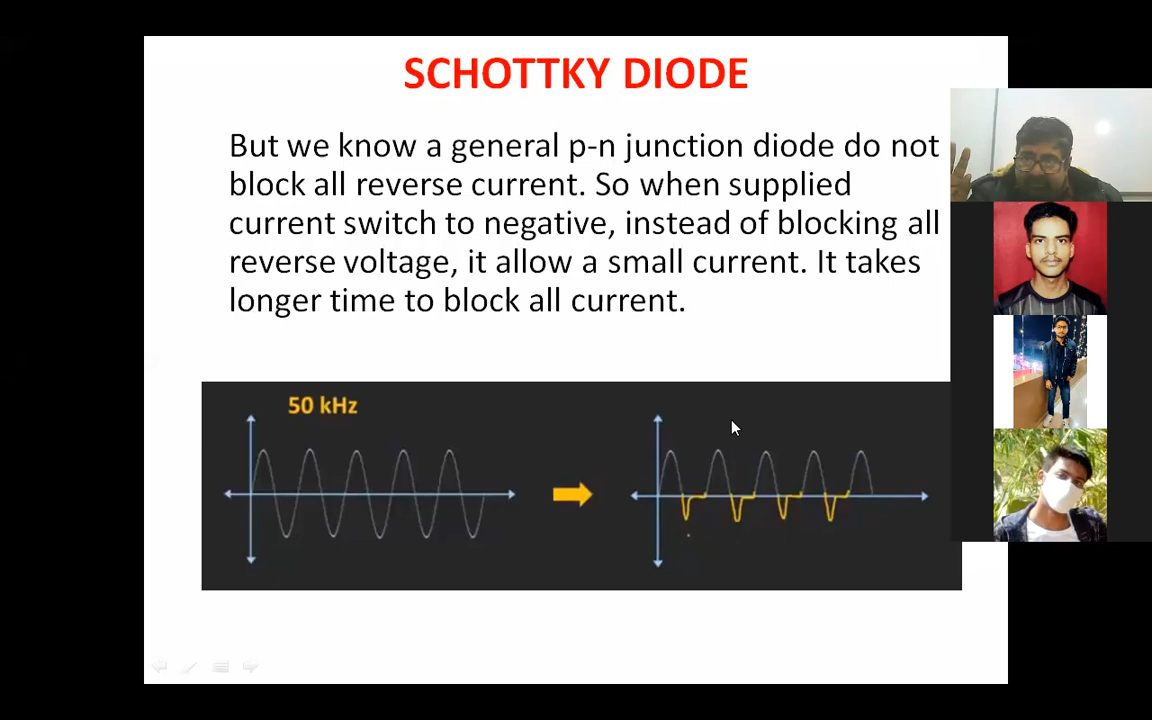 SCHOTTKY DIODE
But we know a general p-n junction diode do not
block all reverse current. So when supplied
current switch to negative, instead of blocking all
reverse voltage, it allow a small current. It takes
longer time to block all current.
50 kHz